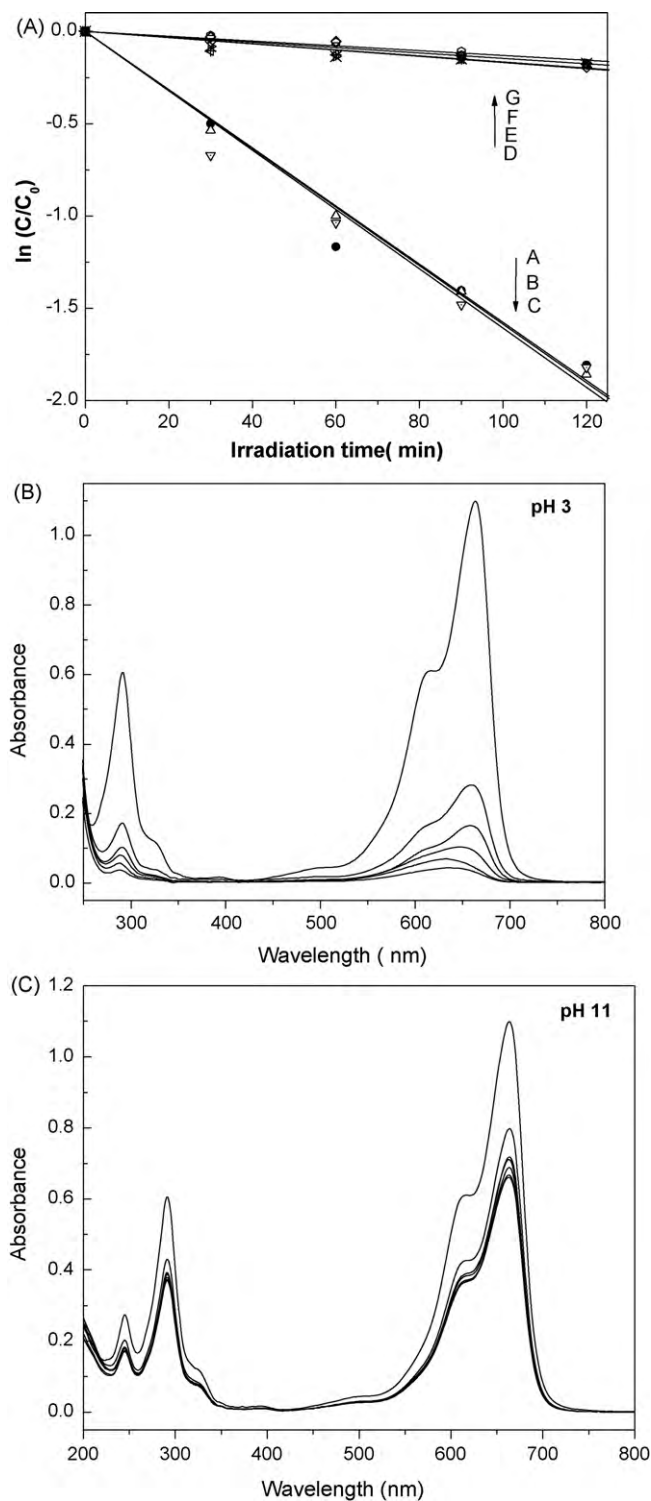 (A)
0.0
-0.5
-1.0
-1.5
-2.0
ln (C/C₀)
G
F
E
D
A
B
C
0 20 40 60 80 100 120
Irradiation time( min)
(B)
pH 3
1.0
0.8
0.6
0.4
0.2
0.0
Absorbance
300 400 500 600 700 800
Wavelength ( nm)
(C)
pH 11
1.2
1.0
0.8
0.6
0.4
0.2
0.0
Absorbance
200 300 400 500 600 700 800
Wavelength (nm)